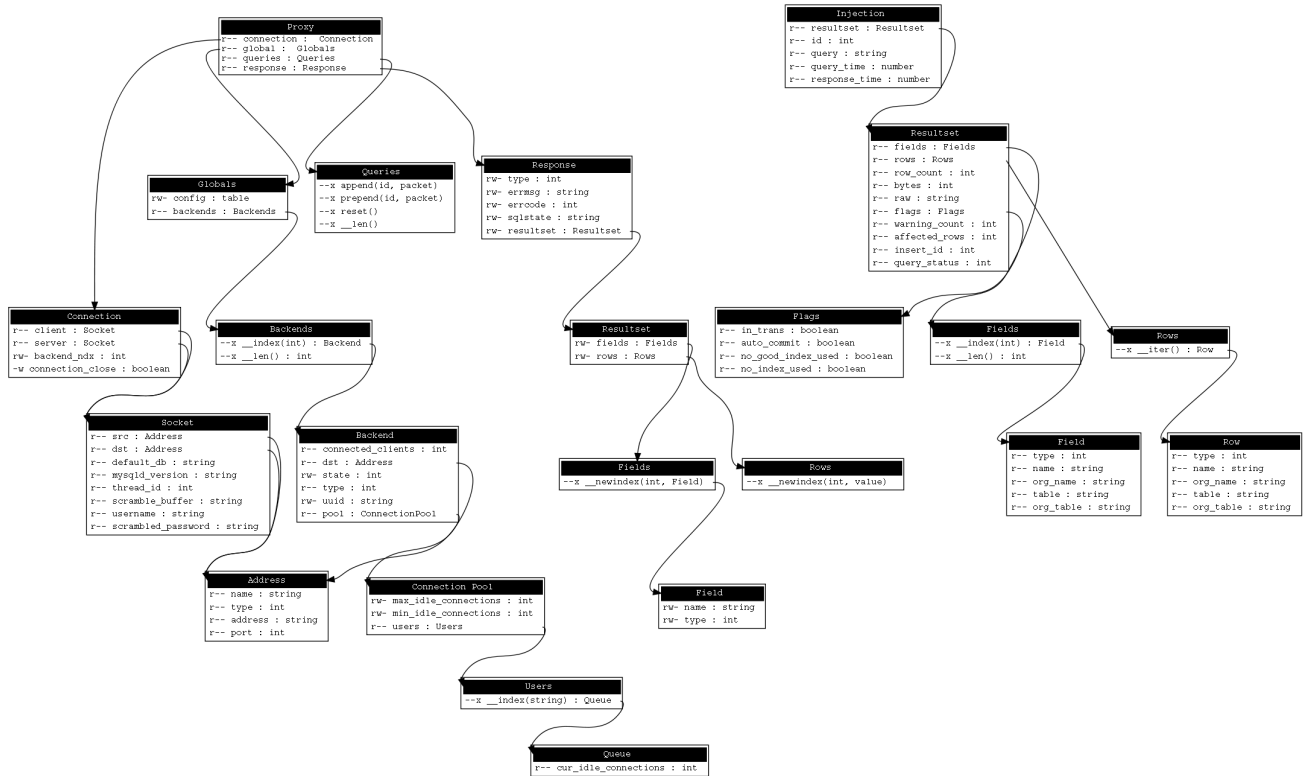 Proxy
r-- connection : Connection
r-- global : Globals
r-- queries : Queries
r-- response : Response
Injection
r-- resultset : Resultset
r-- id : int
r-- query : string
r-- query_time : number
r-- response_time : number
Globals
rw- config : table
r-- backends : Backends
Queries
--x append(id, packet)
--x prepend(id, packet)
--x reset()
--x __len()
Response
rw- type : int
rw- errmsg : string
rw- errcode : int
rw- sqlstate : string
rw- resultset : Resultset
Resultset
r-- fields : Fields
r-- rows : Rows
r-- row_count : int
r-- bytes : int
r-- raw : string
r-- flags : Flags
r-- warning_count : int
r-- affected_rows : int
r-- insert_id : int
r-- query_status : int
Connection
r-- client : Socket
r-- server : Socket
rw- backend_ndx : int
-w connection_close : boolean
Backends
--x __index(int) : Backend
--x __len() : int
Resultset
rw- fields : Fields
rw- rows : Rows
Flags
r-- in_trans : boolean
r-- auto_commit : boolean
r-- no_good_index_used : boolean
r-- no_index_used : boolean
Fields
--x __index(int) : Field
--x __len() : int
Rows
--x __iter() : Row
Socket
r-- src : Address
r-- dst : Address
r-- default_db : string
r-- mysqld_version : string
r-- thread_id : int
r-- scramble_buffer : string
r-- username : string
r-- scrambled_password : string
Backend
r-- connected_clients : int
r-- dst : Address
rw- state : int
r-- type : int
rw- uuid : string
r-- pool : ConnectionPool
Fields
--x __newindex(int, Field)
Rows
--x __newindex(int, value)
Field
r-- type : int
r-- name : string
r-- org_name : string
r-- table : string
r-- org_table : string
Row
r-- type : int
r-- name : string
r-- org_name : string
r-- table : string
r-- org_table : string
Address
r-- name : string
r-- type : int
r-- address : string
r-- port : int
Connection Pool
rw- max_idle_connections : int
rw- min_idle_connections : int
r-- users : Users
Field
rw- name : string
rw- type : int
Users
--x __index(string) : Queue
Queue
r-- cur_idle_connections : int